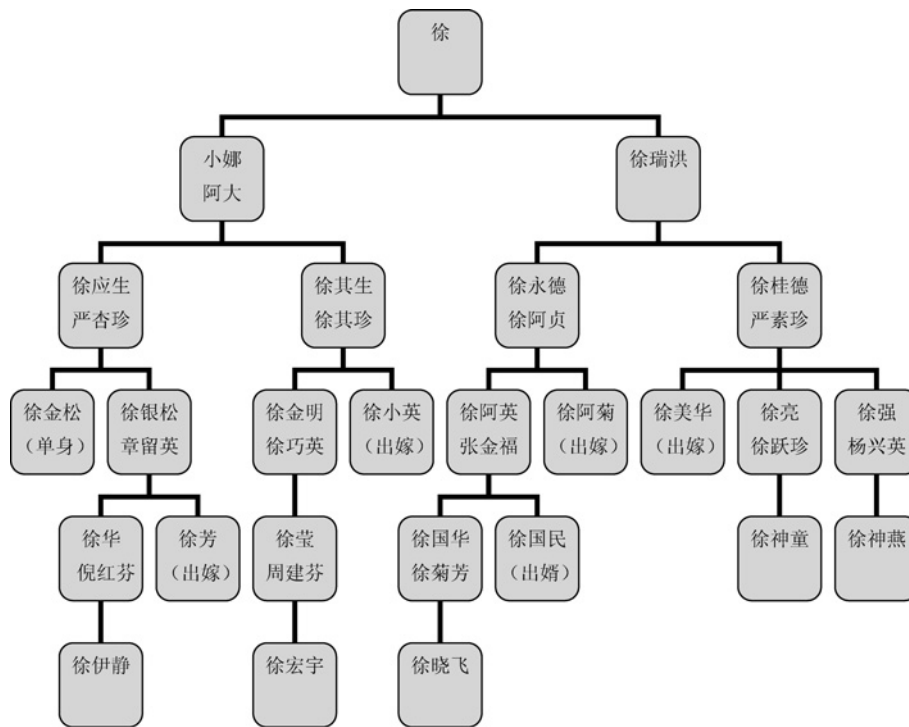 徐
小娜
阿大
徐瑞洪
徐应生
严杏珍
徐其生
徐其珍
徐永德
徐阿贞
徐桂德
严素珍
徐金松
（单身）
徐银松
章留英
徐金明
徐巧英
徐小英
（出嫁）
徐阿英
张金福
徐阿菊
（出嫁）
徐美华
（出嫁）
徐亮
徐跃珍
徐强
杨兴英
徐华
倪红芬
徐芳
（出嫁）
徐莹
周建芬
徐国华
徐菊芳
徐国民
（出婿）
徐神童
徐神燕
徐伊静
徐宏宇
徐晓飞